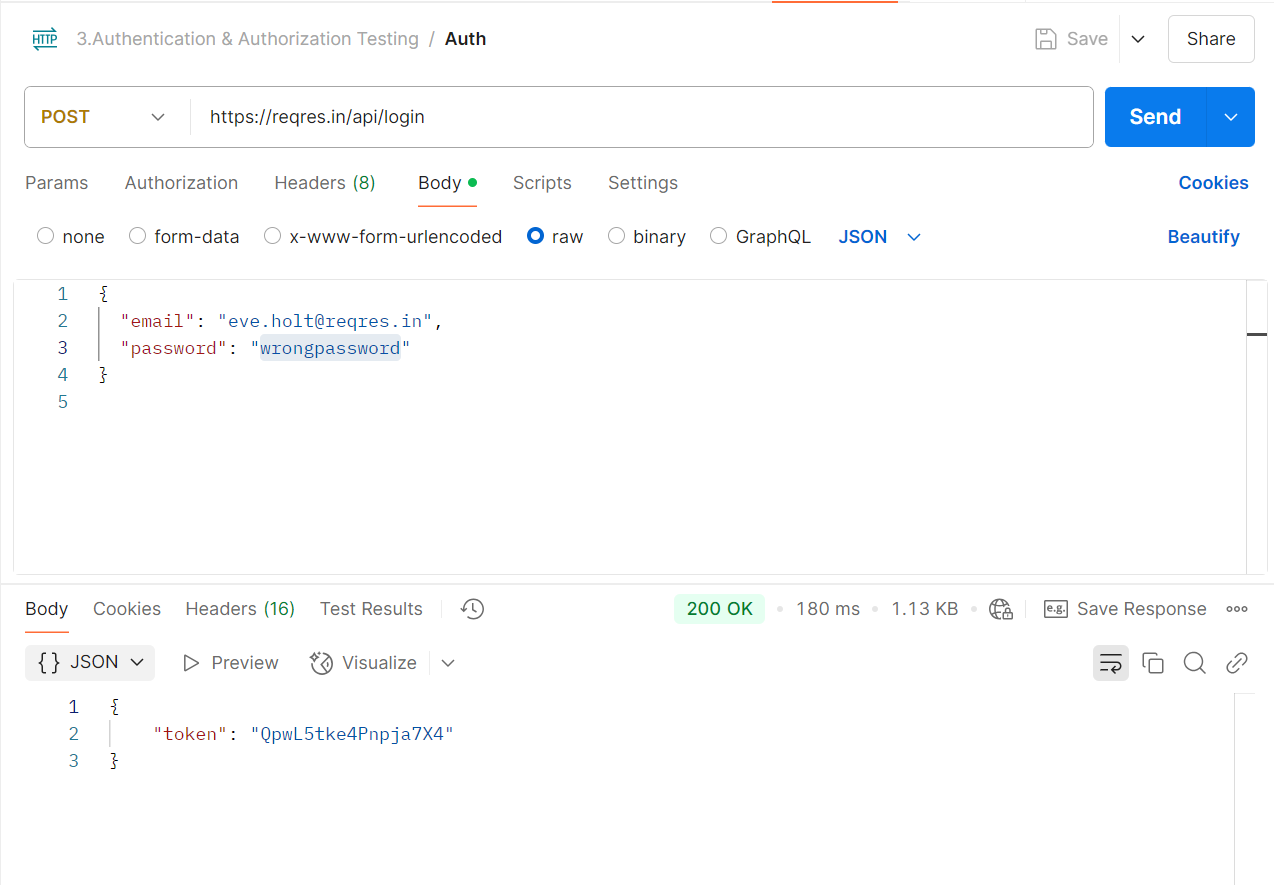 HTTP 3.Authentication & Authorization Testing / Auth Save Share
POST https://reqres.in/api/login Send
Params Authorization Headers (8) Body Scripts Settings Cookies
none form-data x-www-form-urlencoded raw binary GraphQL JSON Beautify
1 {
2 "email": "eve.holt@reqres.in",
3 "password": "wrongpassword"
4 }
5
Body Cookies Headers (16) Test Results 200 OK • 180 ms • 1.13 KB • e.g. Save Response
{} JSON Preview Visualize
1 {
2 "token": "QpwL5tke4Pnpja7X4"
3 }